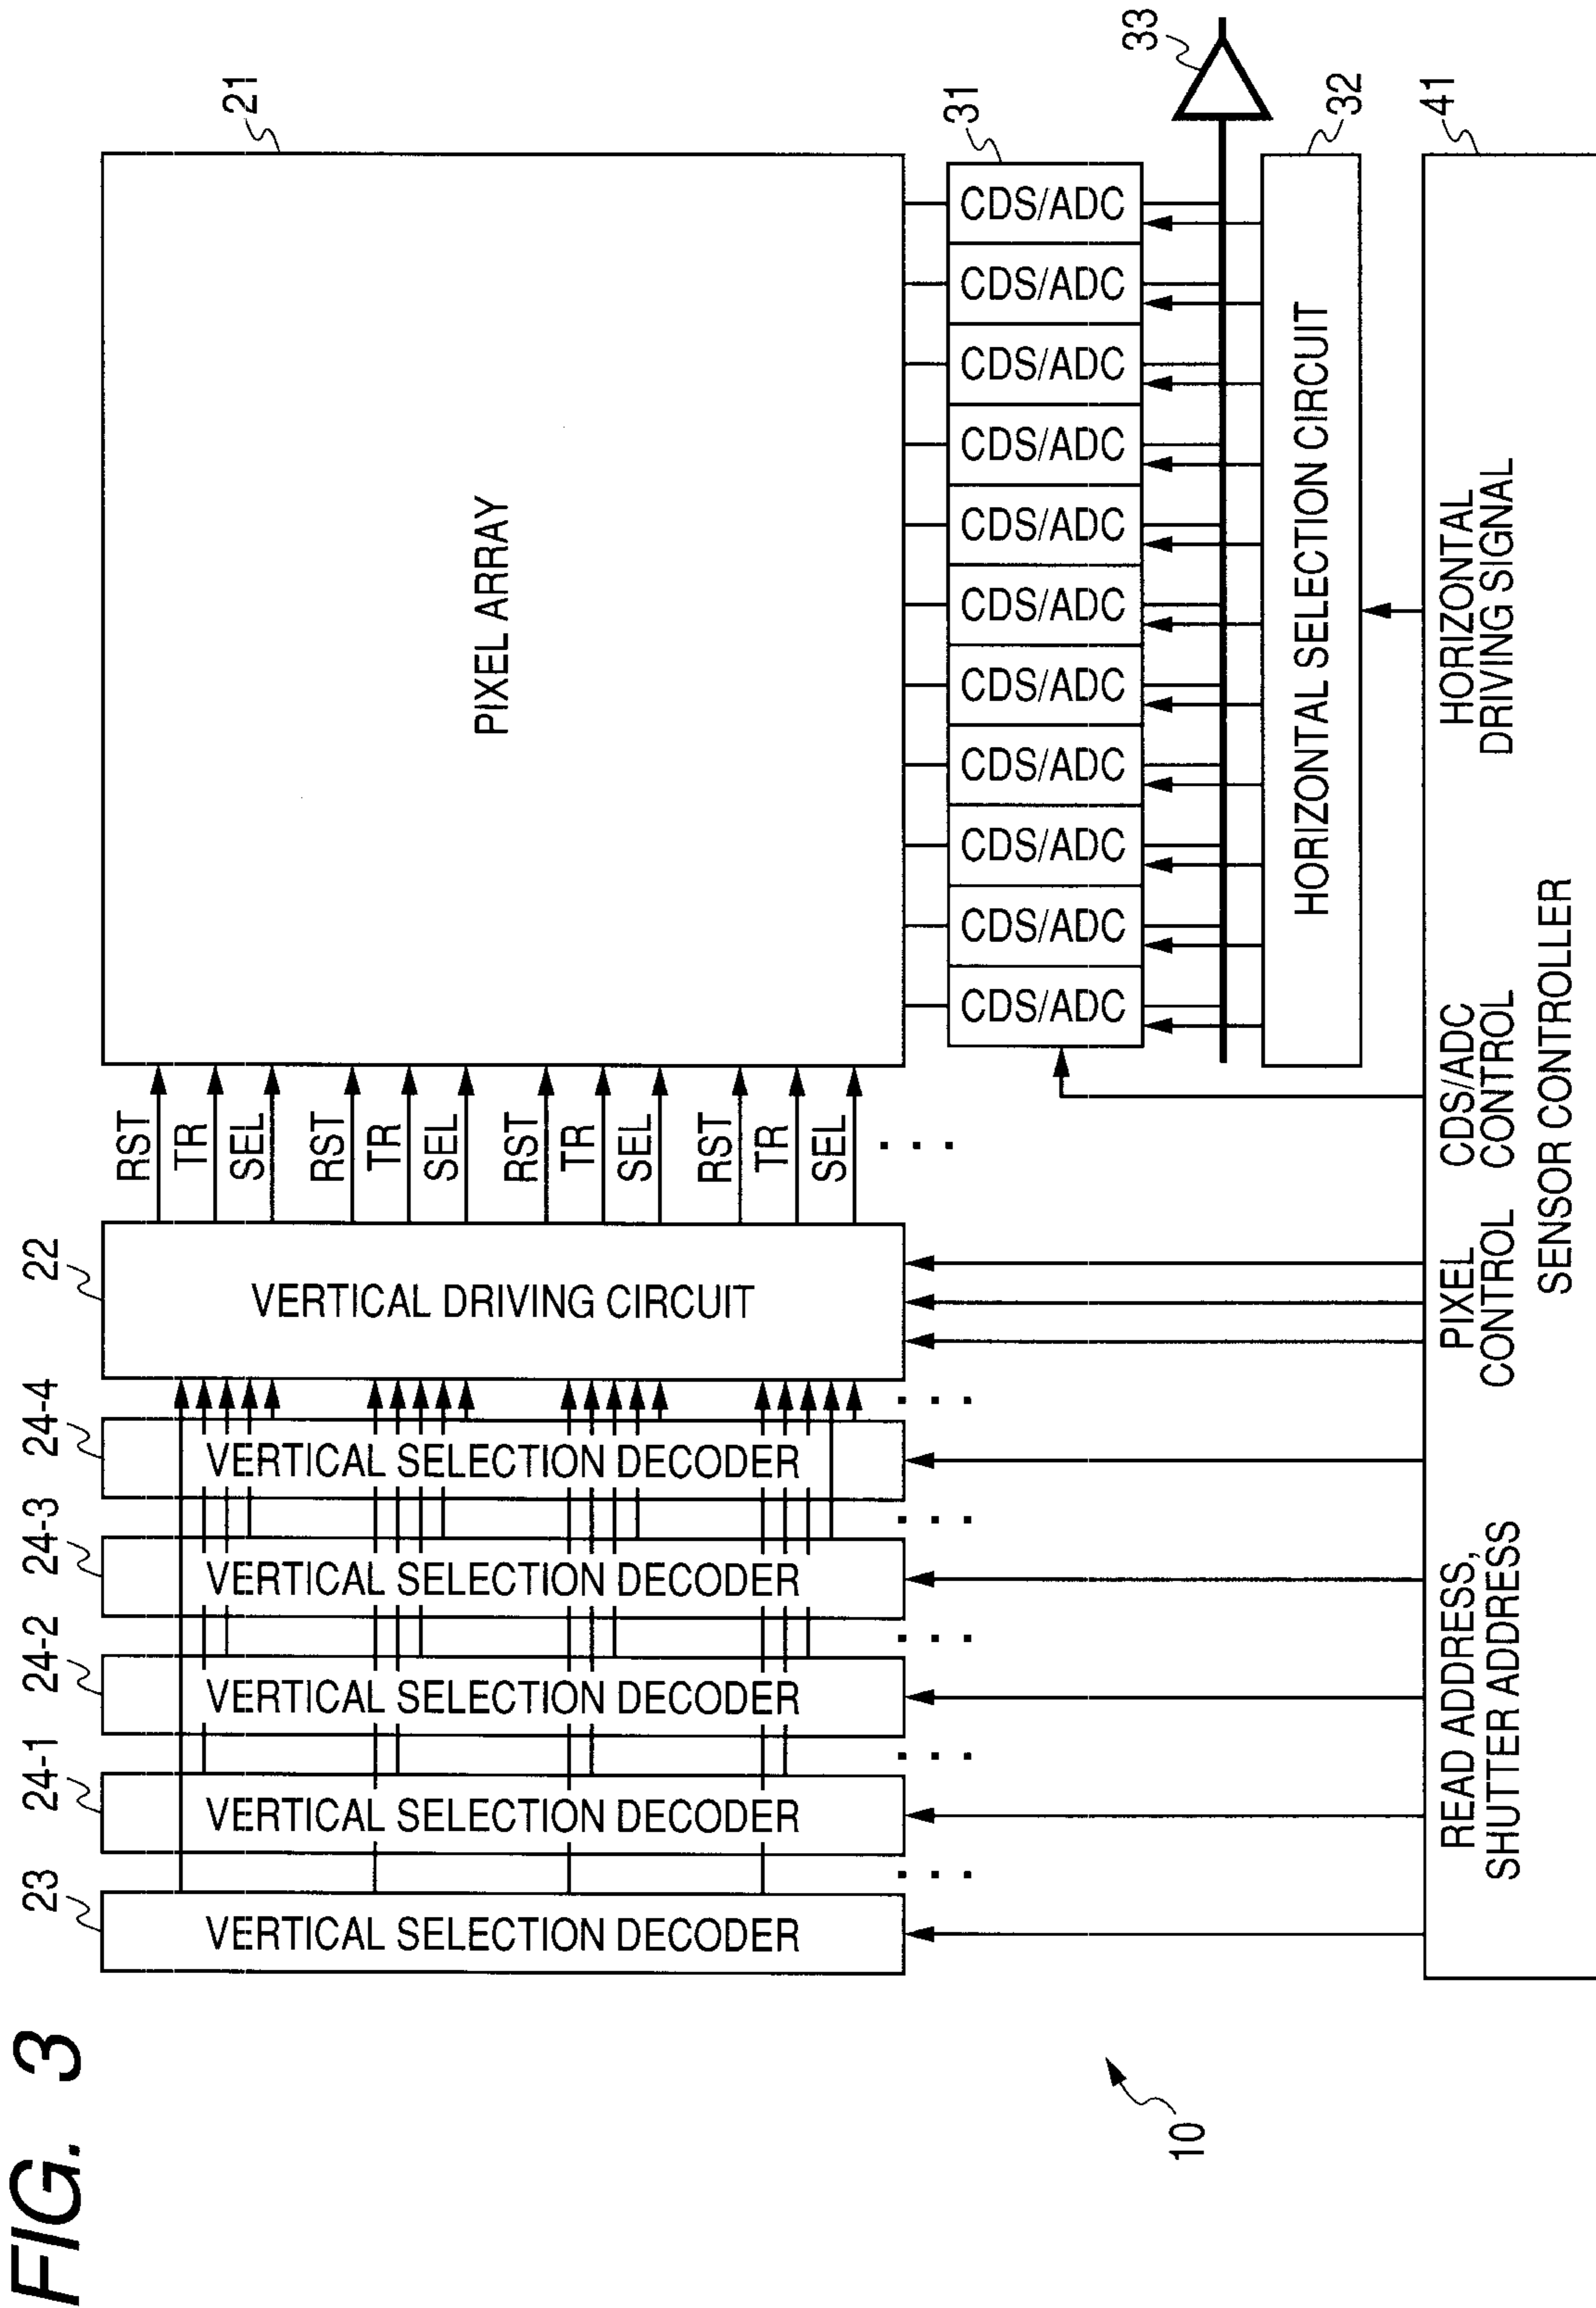 FIG. 3
10
23
24-1
24-2
24-3
24-4
22
21
VERTICAL SELECTION DECODER
VERTICAL SELECTION DECODER
VERTICAL SELECTION DECODER
VERTICAL SELECTION DECODER
VERTICAL SELECTION DECODER
VERTICAL DRIVING CIRCUIT
RST
TR
SEL
RST
TR
SEL
RST
TR
SEL
RST
TR
SEL
PIXEL ARRAY
31
CDS/ADC
CDS/ADC
CDS/ADC
CDS/ADC
CDS/ADC
CDS/ADC
CDS/ADC
CDS/ADC
CDS/ADC
CDS/ADC
CDS/ADC
33
HORIZONTAL SELECTION CIRCUIT
32
41
READ ADDRESS,
SHUTTER ADDRESS
PIXEL
CONTROL
CDS/ADC
CONTROL
HORIZONTAL
DRIVING SIGNAL
SENSOR CONTROLLER